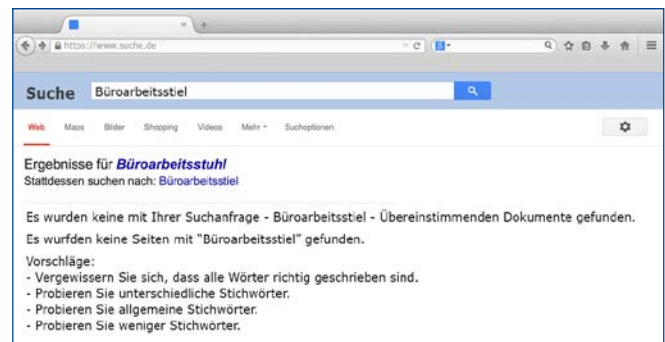 https://www.suche.de
Suche Büroarbeitsstiel
Web Maps Bilder Shopping Videos Mehr Suchoptionen
Ergebnisse für Büroarbeitsstuhl
Stattdessen suchen nach: Büroarbeitsstiel
Es wurden keine mit Ihrer Suchanfrage - Büroarbeitsstiel - Übereinstimmenden Dokumente gefunden.
Es wurfden keine Seiten mit “Büroarbeitsstiel” gefunden.
Vorschläge:
- Vergewissern Sie sich, dass alle Wörter richtig geschrieben sind.
- Probieren Sie unterschiedliche Stichwörter.
- Probieren Sie allgemeine Stichwörter.
- Probieren Sie weniger Stichwörter.